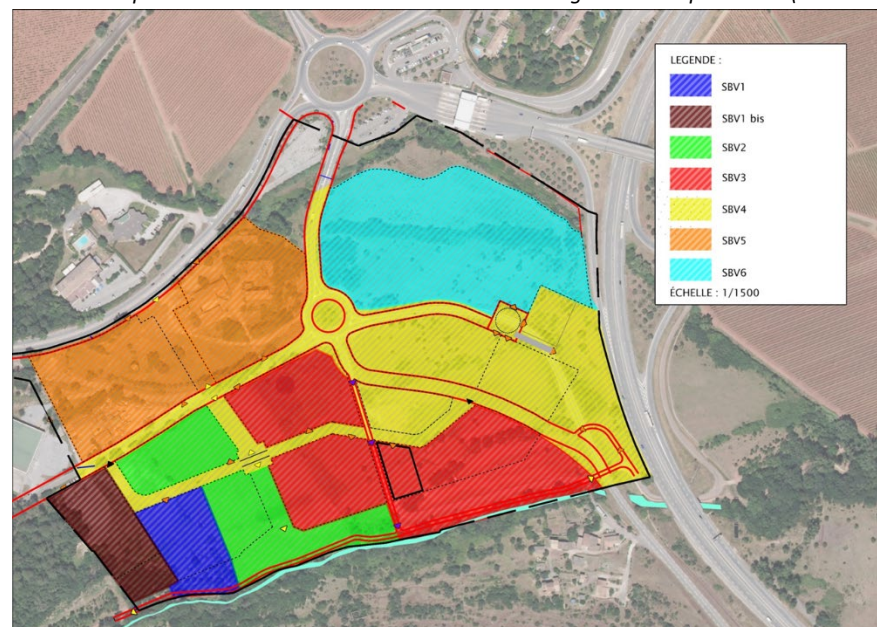 LEGENDE :
SBV1
SBV1 bis
SBV2
SBV3
SBV4
SBV5
SBV6
ÉCHELLE : 1/1500